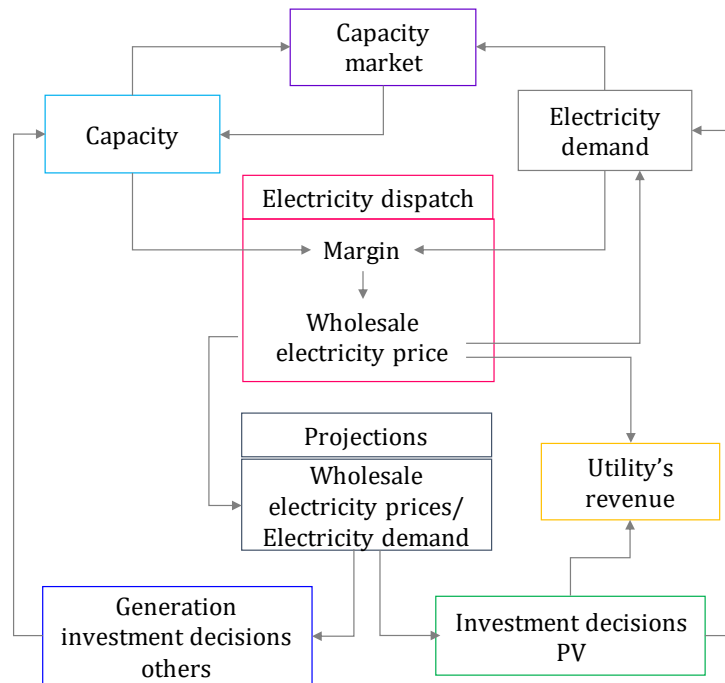 Capacity
market
Capacity
Electricity
demand
Electricity dispatch
Margin
Wholesale
electricity price
Projections
Wholesale
electricity prices/
Electricity demand
Utility’s
revenue
Generation
investment decisions
others
Investment decisions
PV